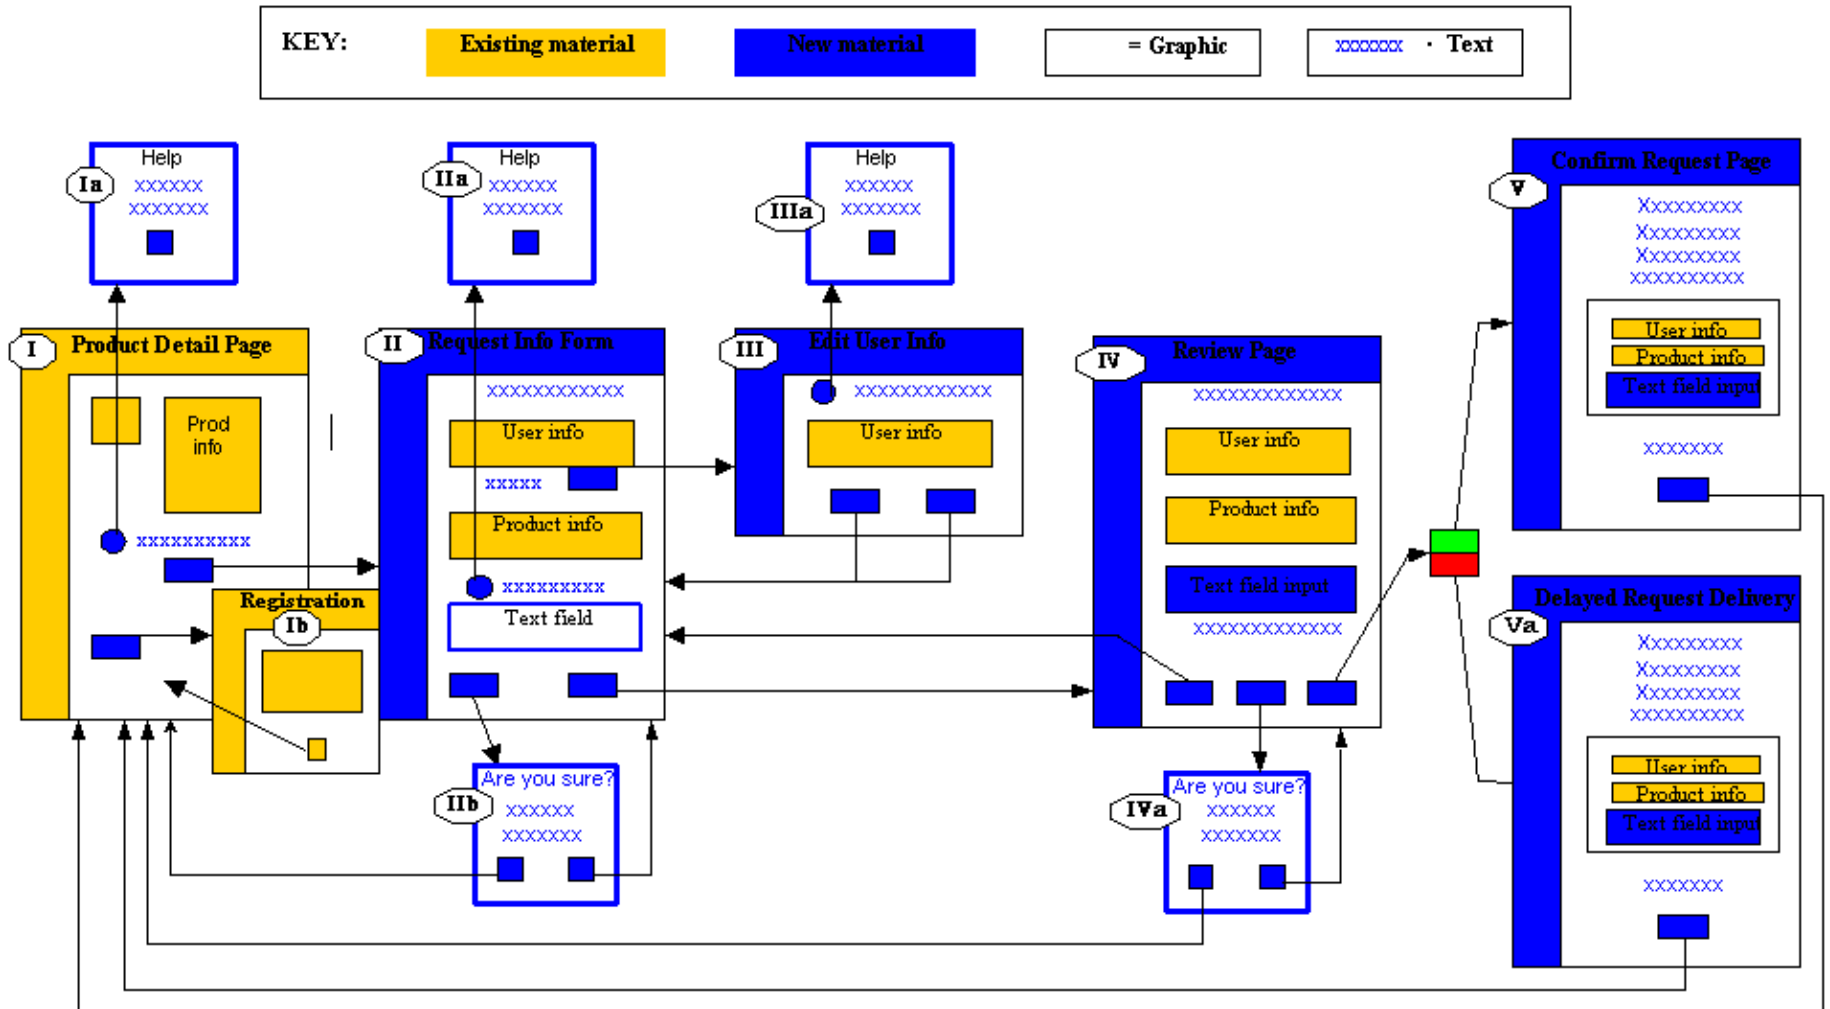 KEY:
Existing material
New material
= Graphic
xxxxxxx · Text
Ia
Help
xxxxxx
xxxxxxx
IIa
Help
xxxxxx
xxxxxxx
IIIa
Help
xxxxxx
xxxxxxx
I
Product Detail Page
Prod
info
xxxxxxxxxx
Registration
Ib
II
Request Info Form
xxxxxxxxxxxx
User info
xxxxx
Product info
xxxxxxxxx
Text field
IIb
Are you sure?
xxxxxx
xxxxxxx
III
Edit User Info
xxxxxxxxxxxx
User info
IV
Review Page
xxxxxxxxxxxxx
User info
Product info
Text field input
xxxxxxxxxxxxx
IVa
Are you sure?
xxxxxx
xxxxxxx
V
Confirm Request Page
Xxxxxxxxx
Xxxxxxxxx
Xxxxxxxxx
xxxxxxxxxx
User info
Product info
Text field input
xxxxxxx
Va
Delayed Request Delivery
Xxxxxxxxx
Xxxxxxxxx
Xxxxxxxxx
xxxxxxxxxx
User info
Product info
Text field input
xxxxxxx